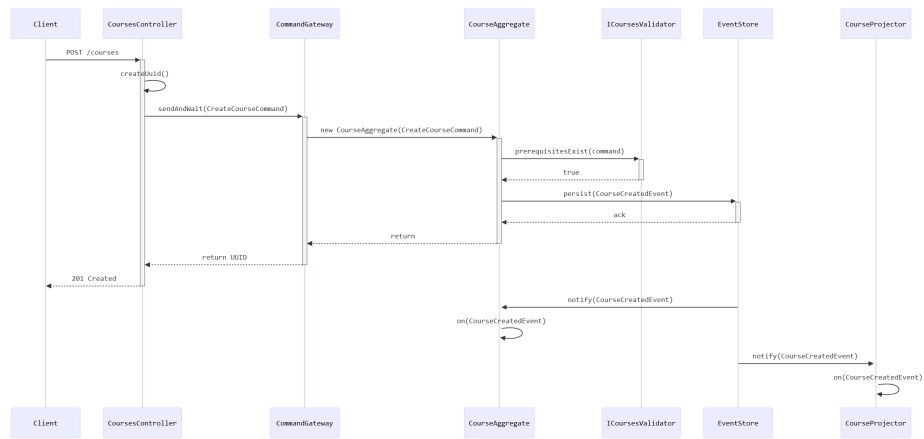 Client
CoursesController
CommandGateway
CourseAggregate
ICoursesValidator
EventStore
CourseProjector
POST /courses
createUuid()
sendAndWait(CreateCourseCommand)
new CourseAggregate(CreateCourseCommand)
prerequisitesExist(command)
true
persist(CourseCreatedEvent)
ack
return
return UUID
201 Created
notify(CourseCreatedEvent)
on(CourseCreatedEvent)
notify(CourseCreatedEvent)
on(CourseCreatedEvent)
Client
CoursesController
CommandGateway
CourseAggregate
ICoursesValidator
EventStore
CourseProjector